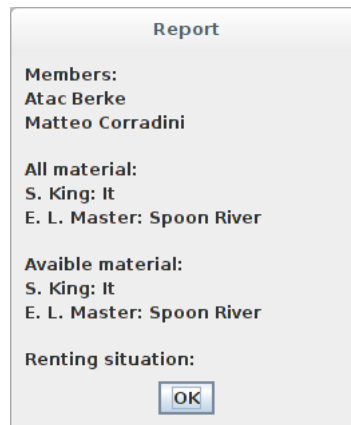 Report
Members:
Atac Berke
Matteo Corradini
All material:
S. King: It
E. L. Master: Spoon River
Avaible material:
S. King: It
E. L. Master: Spoon River
Renting situation:
OK